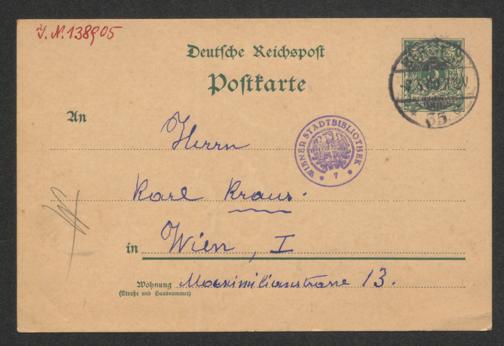 J.N. 138905
Deutsche Reichspost
Postkarte
An
Herrn
WIENER STADTBIBLIOTHEK
Karl Kraus.
in Wien, I
Wohnung Maximilianstrasse 13.
(Straße und Hausnummer)